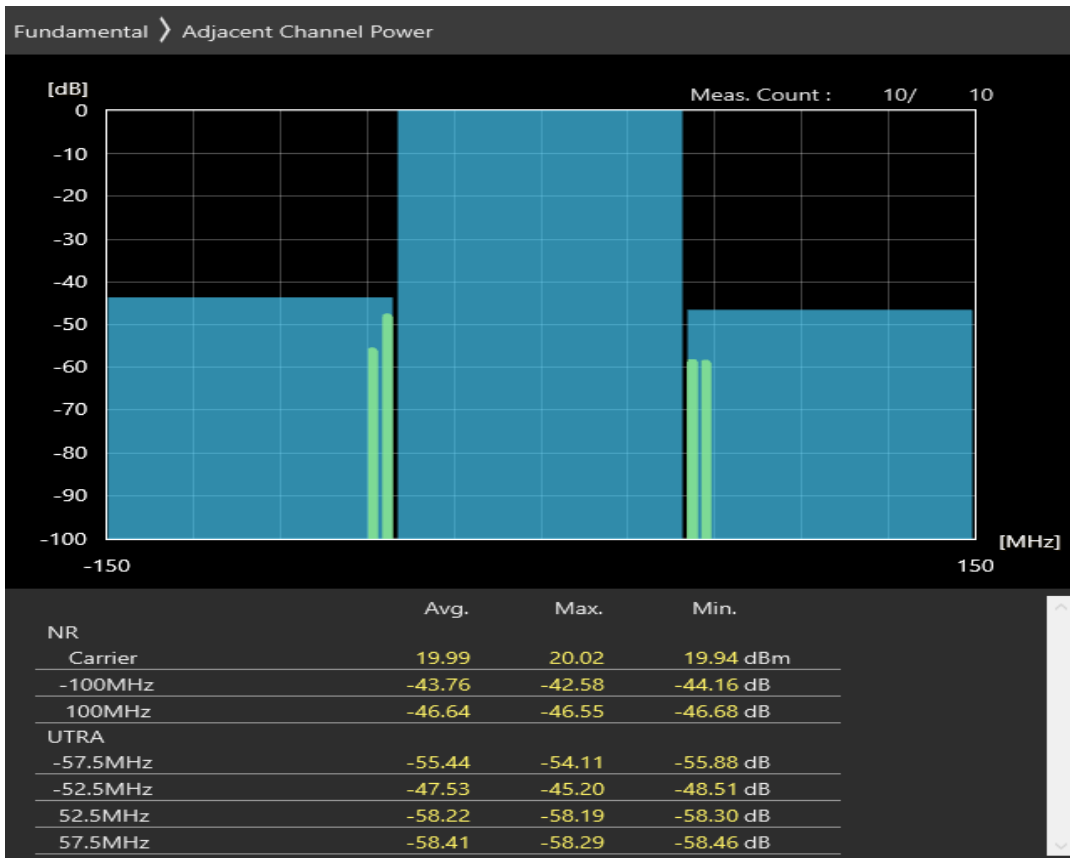 Fundamental 〉 Adjacent Channel Power
[dB]
Meas. Count : 10/ 10
0
-10
-20
-30
-40
-50
-60
-70
-80
-90
-100
[MHz]
-150 150
Avg. Max. Min.
NR
Carrier 19.99 20.02 19.94 dBm
-100MHz -43.76 -42.58 -44.16 dB
100MHz -46.64 -46.55 -46.68 dB
UTRA
-57.5MHz -55.44 -54.11 -55.88 dB
-52.5MHz -47.53 -45.20 -48.51 dB
52.5MHz -58.22 -58.19 -58.30 dB
57.5MHz -58.41 -58.29 -58.46 dB